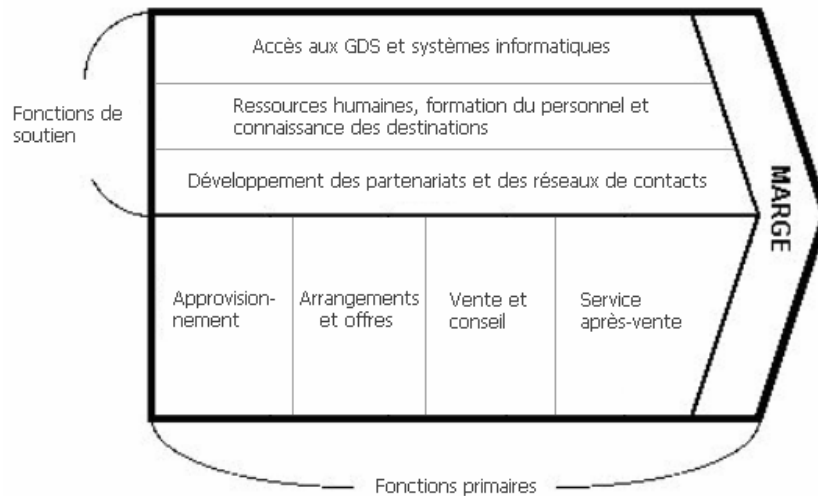 Accès aux GDS et systèmes informatiques
Fonctions de
soutien
Ressources humaines, formation du personnel et
connaissance des destinations
Développement des partenariats et des réseaux de contacts
MARGE
Approvision-
nement
Arrangements
et offres
Vente et
conseil
Service
après-vente
Fonctions primaires